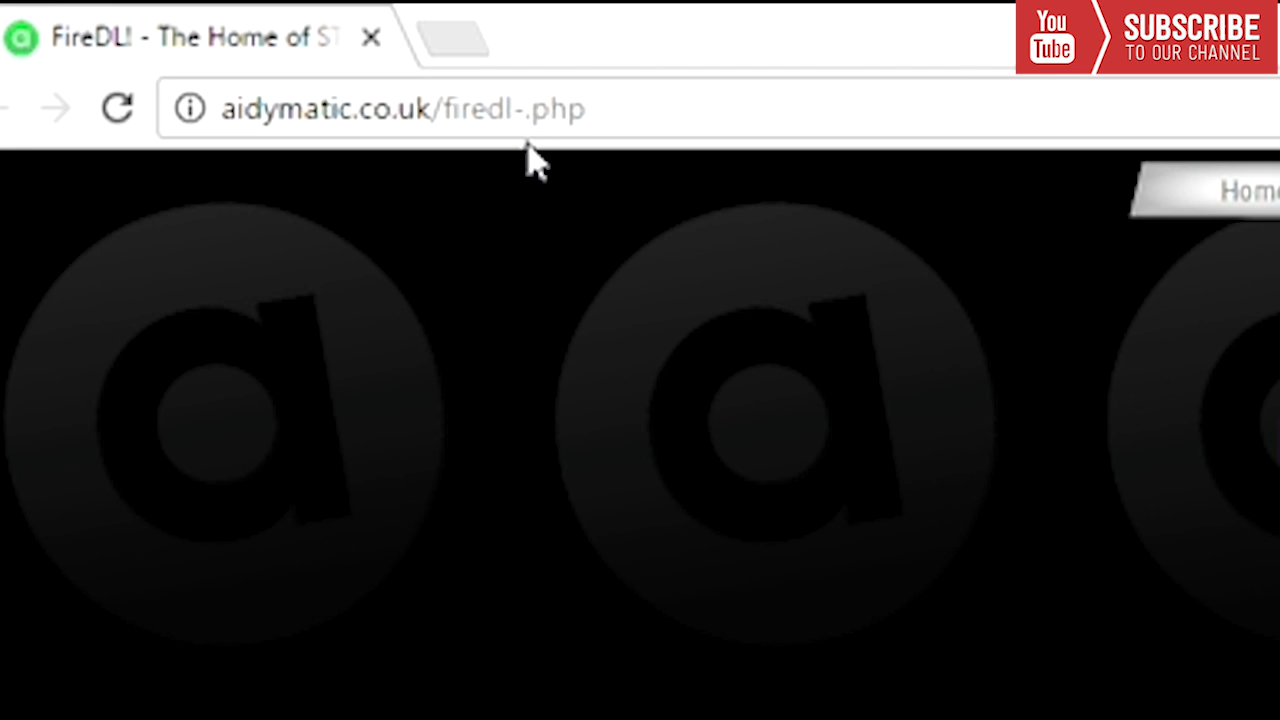 FireDL! - The Home of ST
You
Tube
SUBSCRIBE
TO OUR CHANNEL
aidymatic.co.uk/firedl-.php
Home
a a